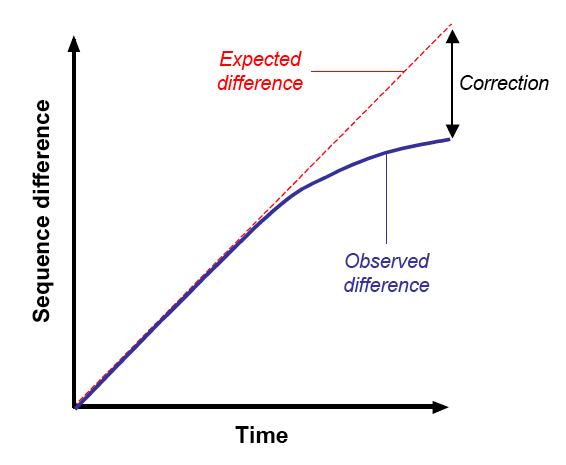 Expected
difference
Correction
Sequence difference
Observed
difference
Time